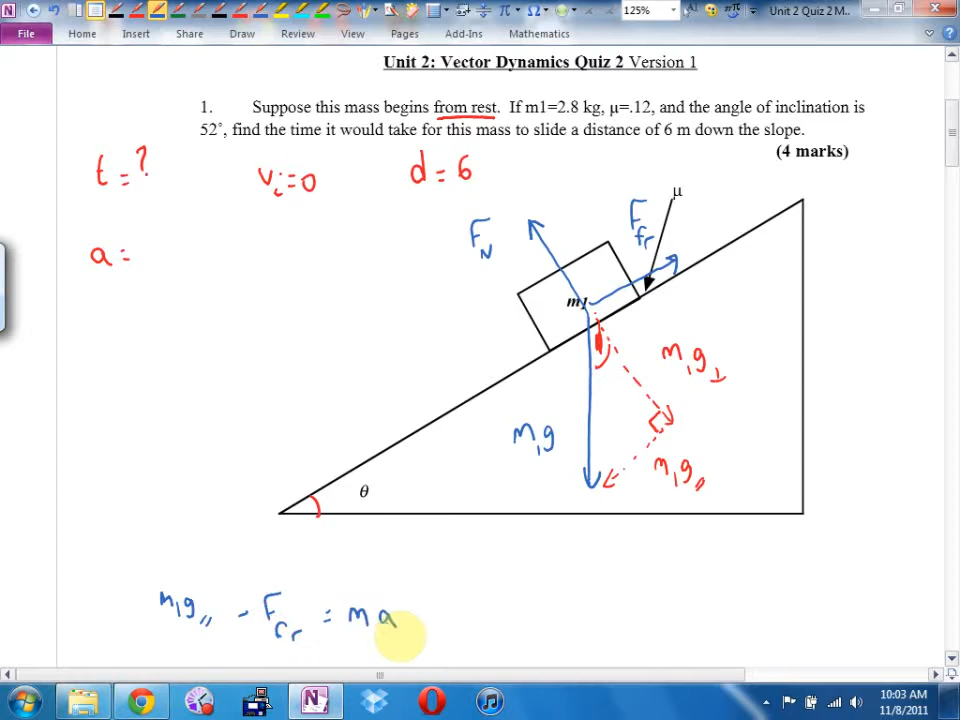 125%
Unit 2 Quiz 2 M..
File Home Insert Share Draw Review View Pages Add-Ins Mathematics
Unit 2: Vector Dynamics Quiz 2 Version 1
1. Suppose this mass begins from rest. If m1=2.8 kg, μ=.12, and the angle of inclination is
52˚, find the time it would take for this mass to slide a distance of 6 m down the slope.
(4 marks)
t = ? vi = 0 d = 6
μ
FN Ffr
a =
m1
m1g⊥
m1g
m1g//
θ
m1g// - Ffr = m a
10:03 AM
11/8/2011